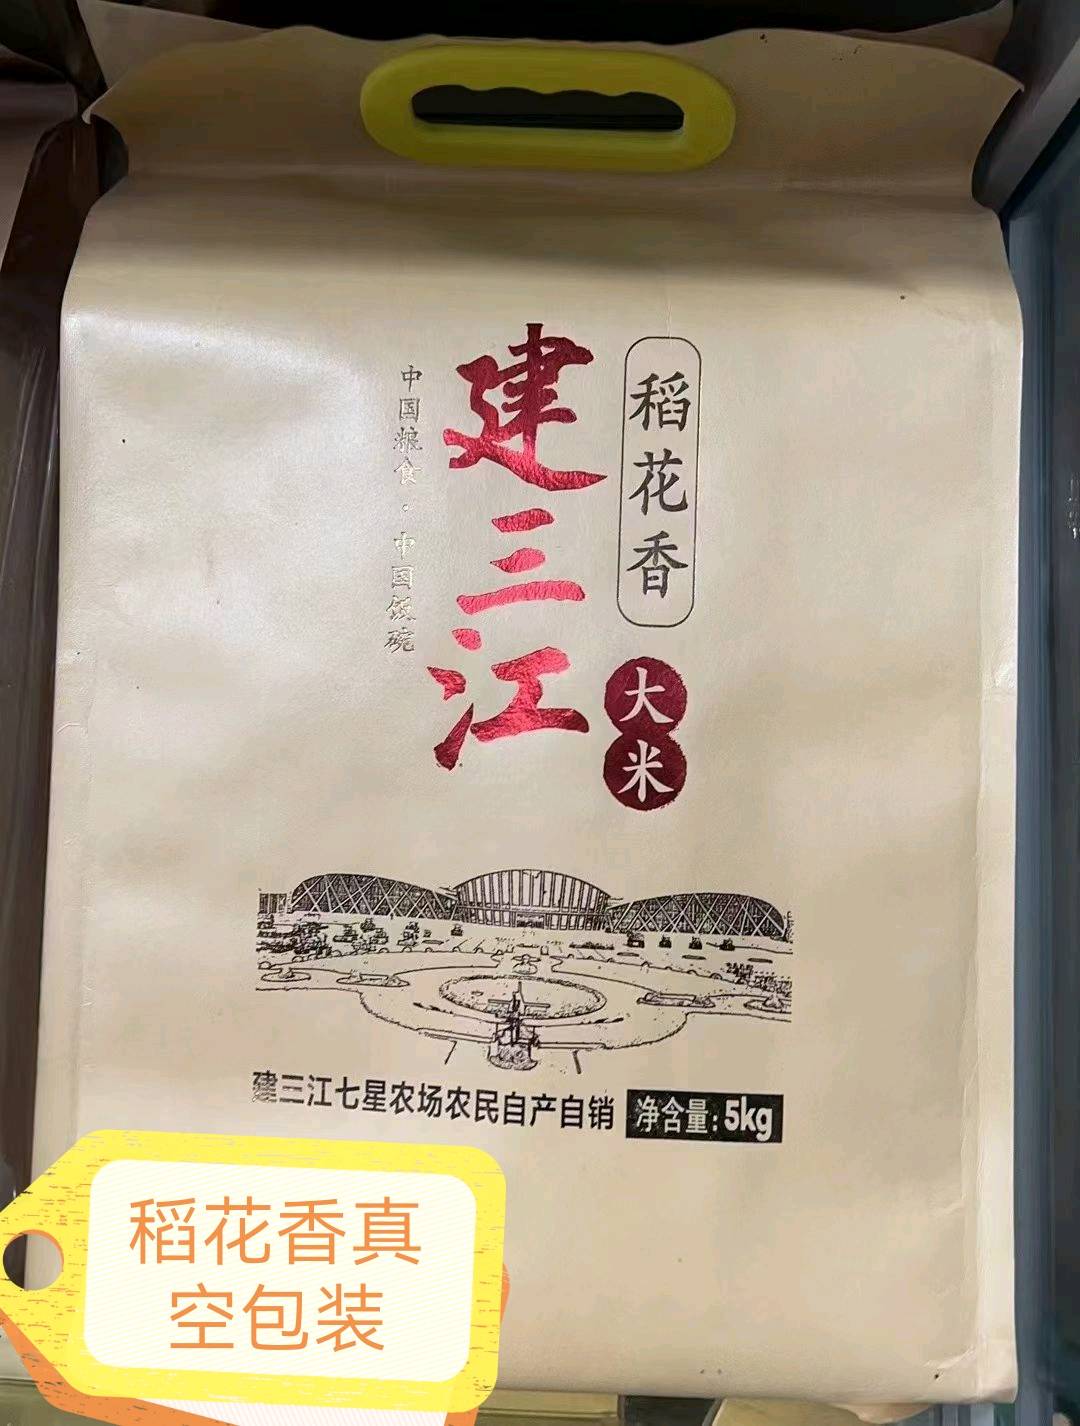 稻花香
大米
建三江
中国粮食·中国饭碗
建三江七星农场农民自产自销
净含量:5kg
稻花香真
空包装